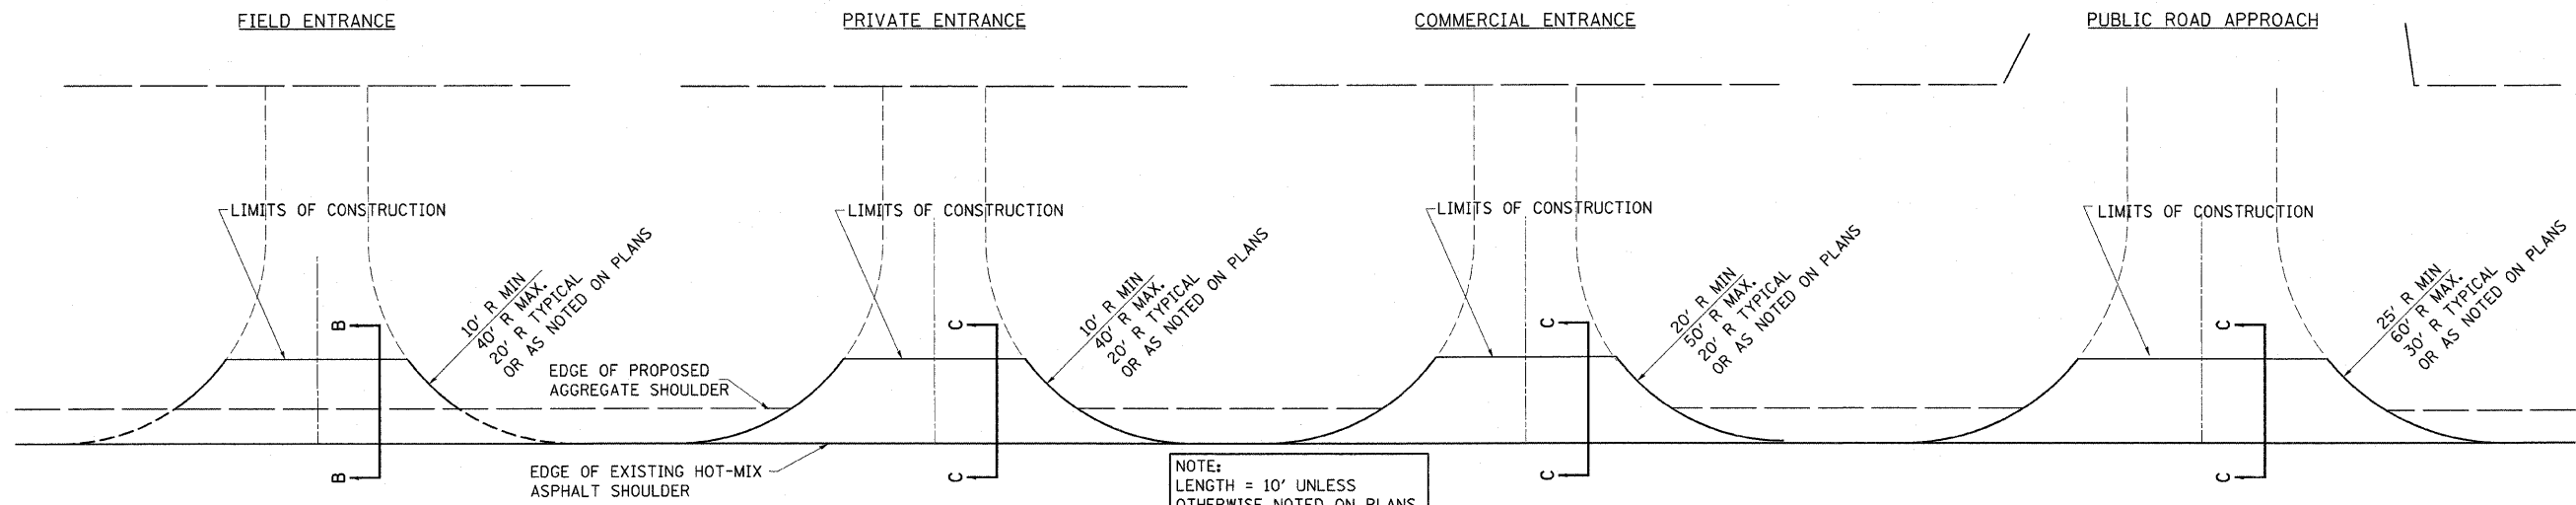 FIELD ENTRANCE
PRIVATE ENTRANCE
COMMERCIAL ENTRANCE
PUBLIC ROAD APPROACH
LIMITS OF CONSTRUCTION
LIMITS OF CONSTRUCTION
LIMITS OF CONSTRUCTION
LIMITS OF CONSTRUCTION
10' R MIN
40' R MAX.
20' R TYPICAL
OR AS NOTED ON PLANS
10' R MIN
40' R MAX.
20' R TYPICAL
OR AS NOTED ON PLANS
20' R MIN
50' R MAX.
20' R TYPICAL
OR AS NOTED ON PLANS
25' R MIN
60' R MAX.
30' R TYPICAL
OR AS NOTED ON PLANS
B
C
C
C
EDGE OF PROPOSED
AGGREGATE SHOULDER
EDGE OF EXISTING HOT-MIX
ASPHALT SHOULDER
B
C
C
C
NOTE:
LENGTH = 10' UNLESS
OTHERWISE NOTED ON PLANS